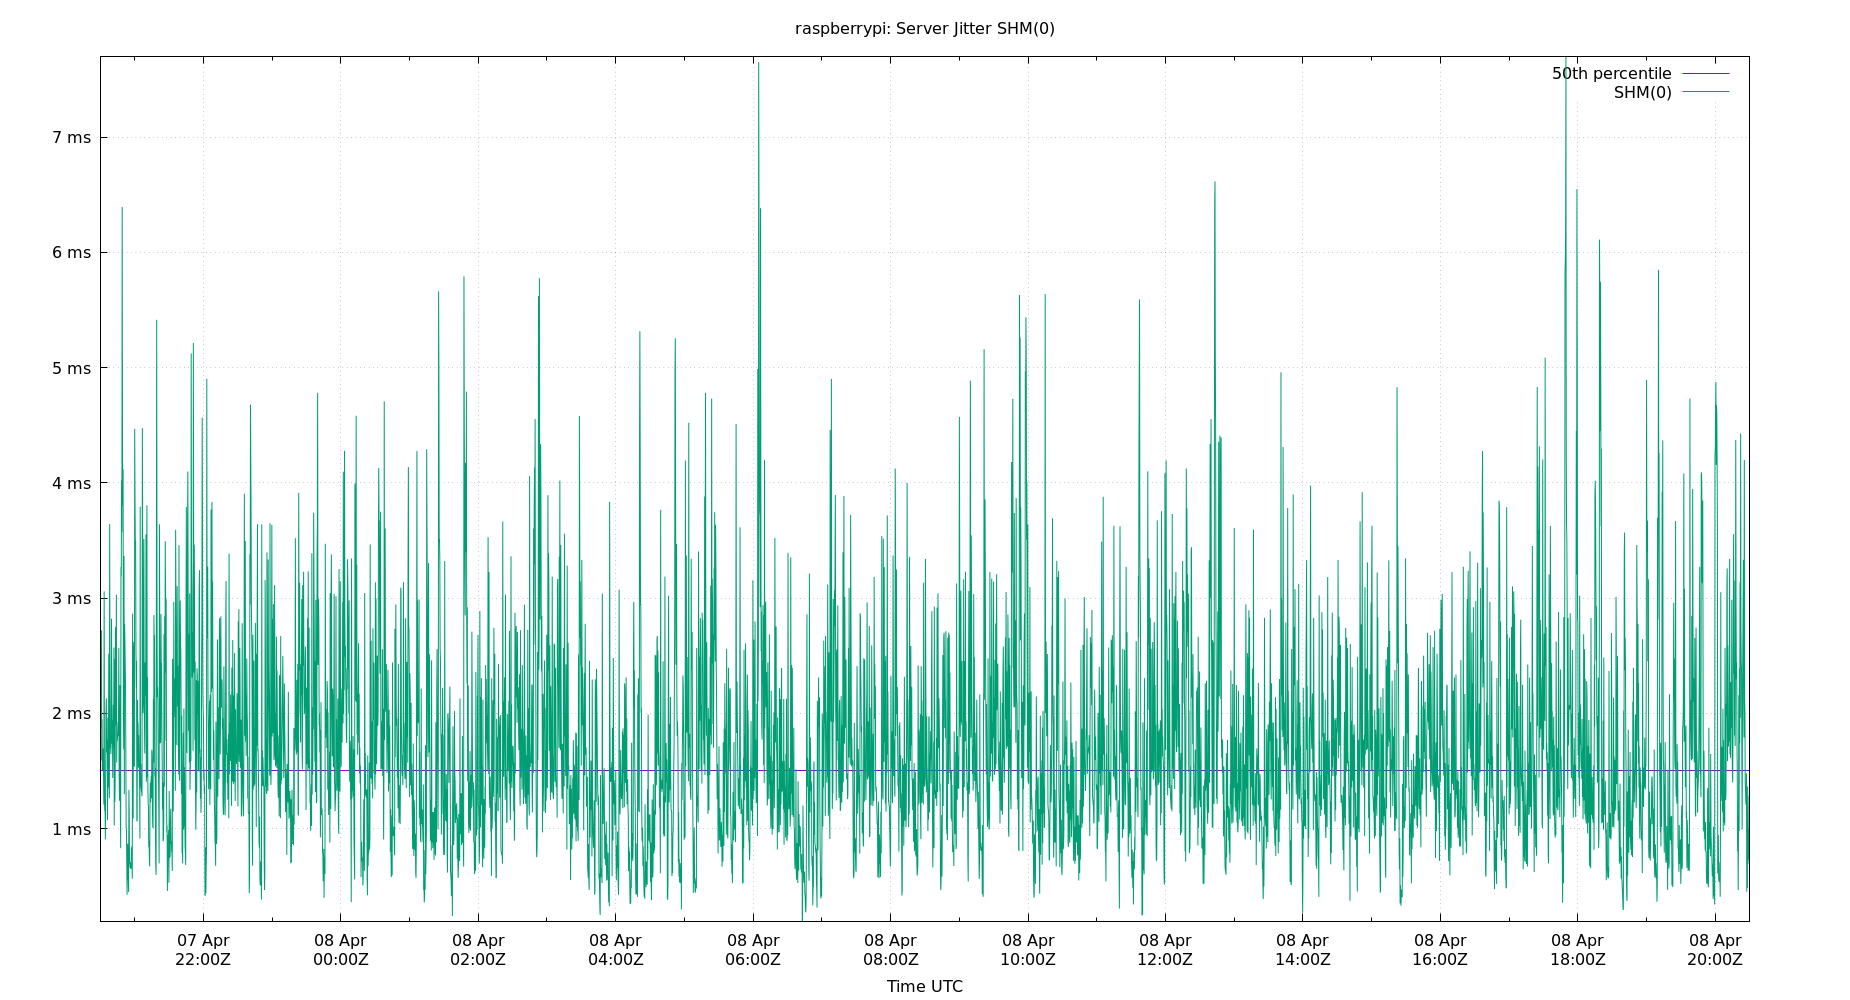 raspberrypi: Server Jitter SHM(0)
50th percentile
SHM(0)
7 ms
6 ms
5 ms
4 ms
3 ms
2 ms
1 ms
07 Apr 08 Apr 08 Apr 08 Apr 08 Apr 08 Apr 08 Apr 08 Apr 08 Apr 08 Apr 08 Apr 08 Apr
22:00Z 00:00Z 02:00Z 04:00Z 06:00Z 08:00Z 10:00Z 12:00Z 14:00Z 16:00Z 18:00Z 20:00Z
Time UTC